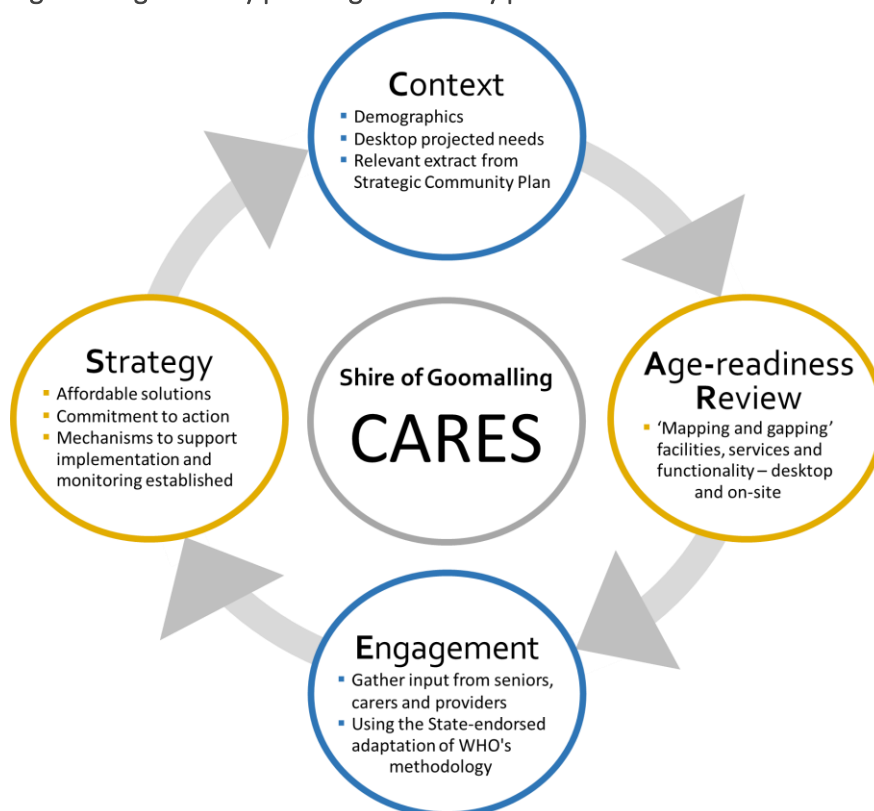 Context
▪ Demographics
▪ Desktop projected needs
▪ Relevant extract from
Strategic Community Plan
Age-readiness
Review
▪ ‘Mapping and gapping’
facilities, services and
functionality – desktop
and on-site
Engagement
▪ Gather input from seniors,
carers and providers
▪ Using the State-endorsed
adaptation of WHO's
methodology
Strategy
▪ Affordable solutions
▪ Commitment to action
▪ Mechanisms to support
implementation and
monitoring established
Shire of Goomalling
CARES